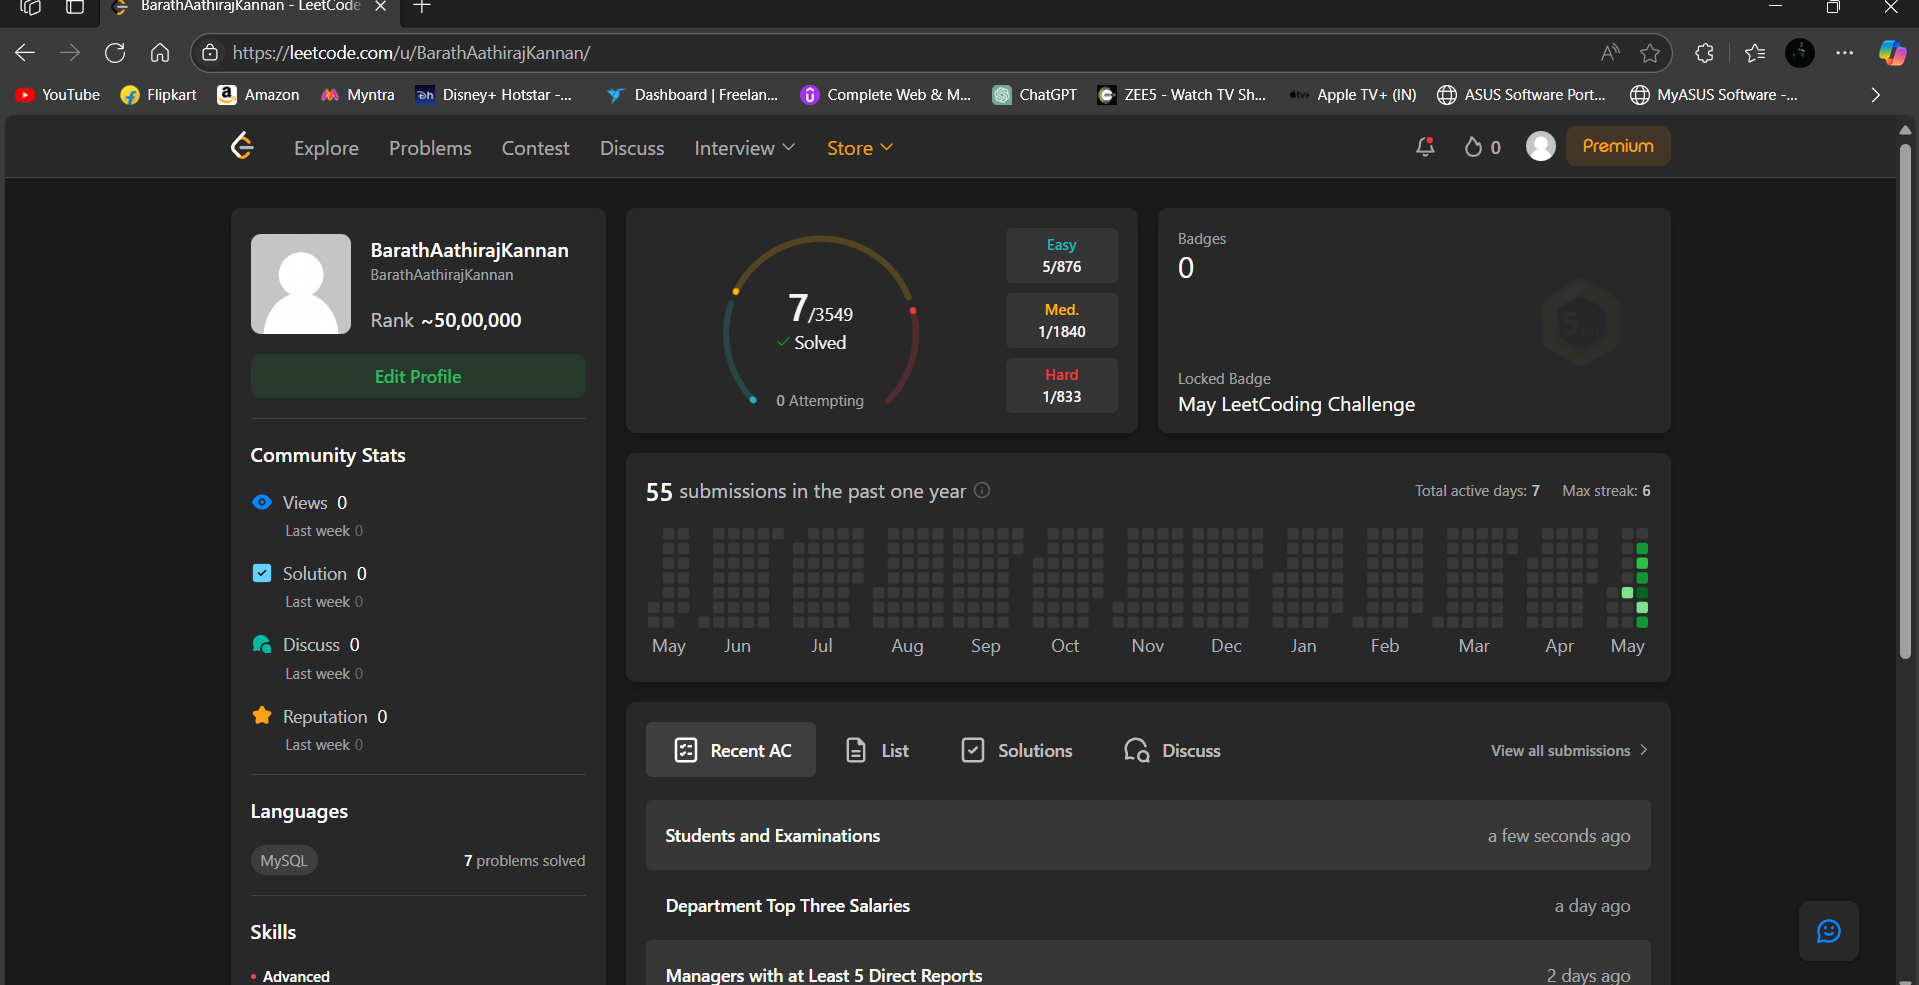 BarathAathirajKannan - LeetCode
https://leetcode.com/u/BarathAathirajKannan/
YouTube Flipkart Amazon Myntra Disney+ Hotstar -... Dashboard | Freelan... Complete Web & M... ChatGPT ZEE5 - Watch TV Sh... Apple TV+ (IN) ASUS Software Port... MyASUS Software -...
Explore Problems Contest Discuss Interview Store 0 Premium
BarathAathirajKannan
BarathAathirajKannan
Rank ~50,00,000
Edit Profile
Community Stats
Views 0
Last week 0
Solution 0
Last week 0
Discuss 0
Last week 0
Reputation 0
Last week 0
Languages
MySQL 7 problems solved
Skills
Advanced
7/3549
Solved
0 Attempting
Easy
5/876
Med.
1/1840
Hard
1/833
Badges
0
Locked Badge
May LeetCoding Challenge
55 submissions in the past one year Total active days: 7 Max streak: 6
May Jun Jul Aug Sep Oct Nov Dec Jan Feb Mar Apr May
Recent AC List Solutions Discuss View all submissions
Students and Examinations a few seconds ago
Department Top Three Salaries a day ago
Managers with at Least 5 Direct Reports 2 days ago